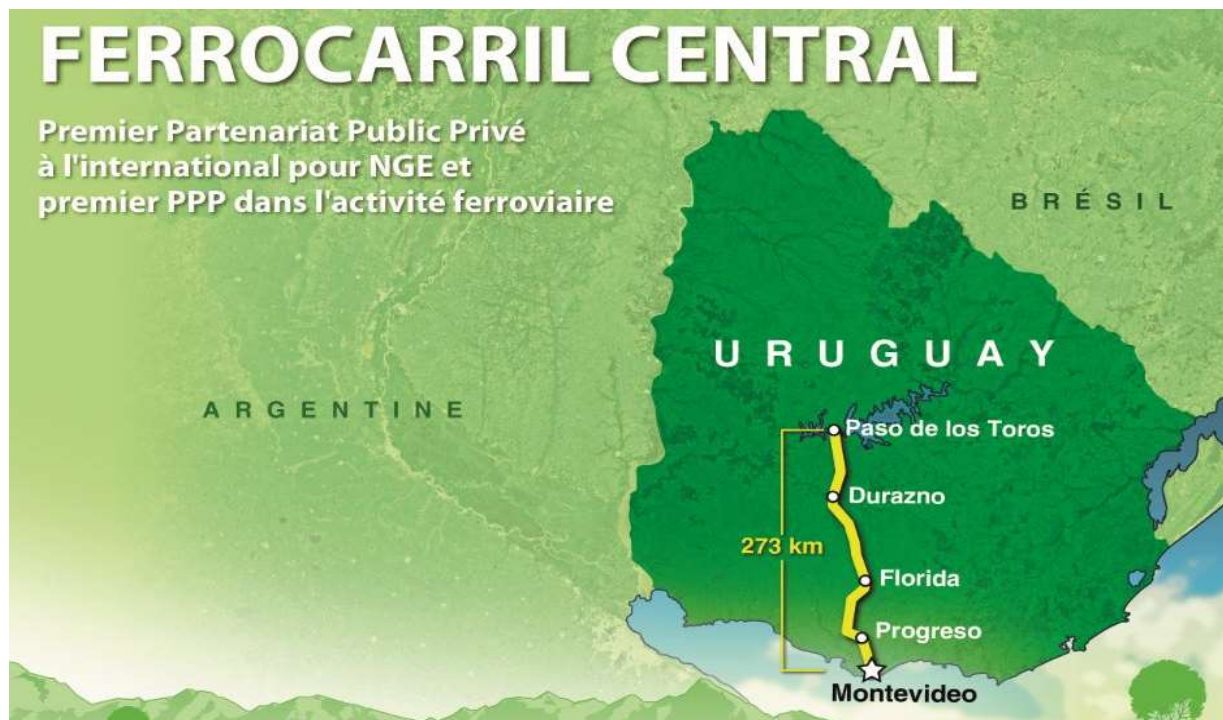 FERROCARRIL CENTRAL
Premier Partenariat Public Privé
à l'international pour NGE et
premier PPP dans l'activité ferroviaire
BRÉSIL
URUGUAY
ARGENTINE
Paso de los Toros
Durazno
273 km
Florida
Progreso
Montevideo